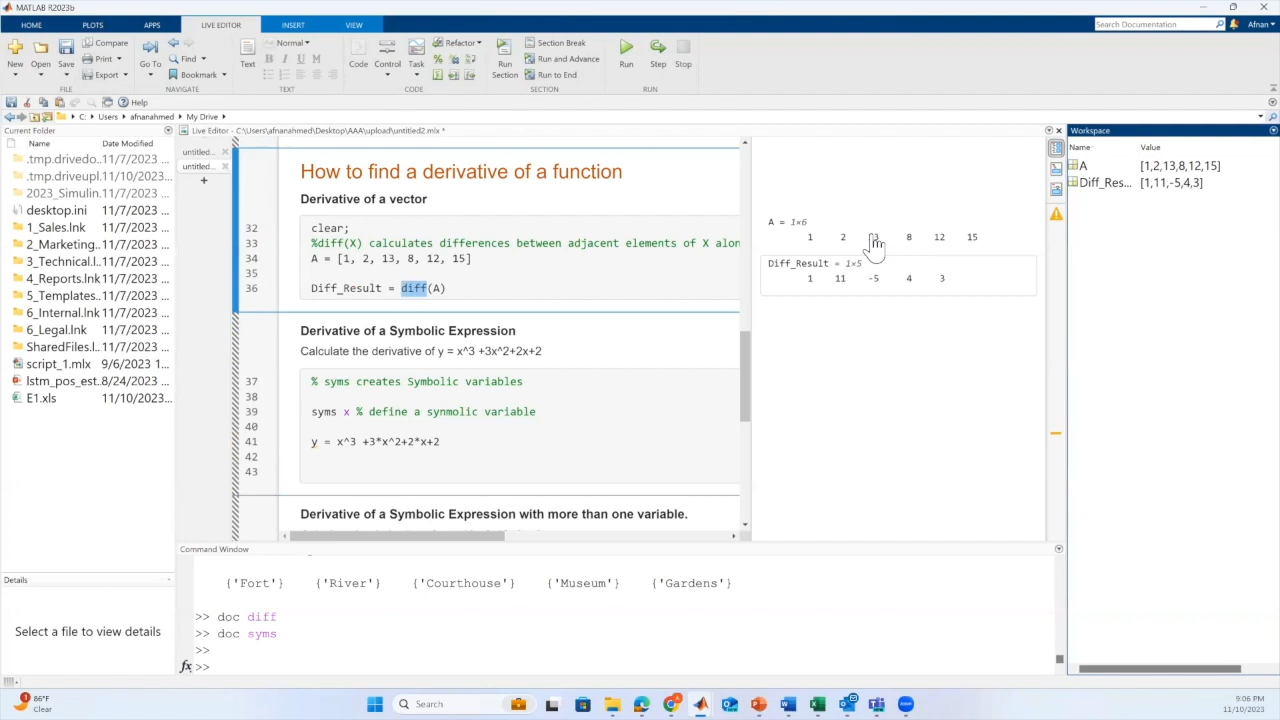 MATLAB R2023b
HOME PLOTS APPS LIVE EDITOR INSERT VIEW
Search Documentation Afnan
New Open Save Compare Print Export
FILE
Go To Find Bookmark
NAVIGATE
Text Normal B I U M
TEXT
Code Control Task Refactor
CODE
Run Section Section Break Run and Advance Run to End
SECTION
Run Step Stop
RUN
Help
C: Users afnanahmed My Drive
Current Folder
Name Date Modified
.tmp.drivedo... 11/7/2023 ...
.tmp.driveupl... 11/10/2023...
2023_Simulin... 11/7/2023 ...
desktop.ini 11/7/2023 ...
1_Sales.lnk 11/7/2023 ...
2_Marketing... 11/7/2023 ...
3_Technical.l... 11/7/2023 ...
4_Reports.lnk 11/7/2023 ...
5_Templates... 11/7/2023 ...
6_Internal.lnk 11/7/2023 ...
6_Legal.lnk 11/7/2023 ...
SharedFiles.l... 11/7/2023 ...
script_1.mlx 9/6/2023 ...
lstm_pos_est... 8/24/2023 ...
E1.xls 11/10/2023...
Details
Select a file to view details
Live Editor - C:\Users\afnanahmed\Desktop\AAA\upload\untitled2.mlx *
untitled...
untitled...
+
How to find a derivative of a function
Derivative of a vector
32 clear;
33 %diff(X) calculates differences between adjacent elements of X alon
34 A = [1, 2, 13, 8, 12, 15]
35
36 Diff_Result = diff(A)
Derivative of a Symbolic Expression
Calculate the derivative of y = x^3 +3x^2+2x+2
37 % syms creates Symbolic variables
38
39 syms x % define a synmolic variable
40
41 y = x^3 +3*x^2+2*x+2
42
43
Derivative of a Symbolic Expression with more than one variable.
A = 1×6
1 2 13 8 12 15
Diff_Result = 1×5
1 11 -5 4 3
Workspace
Name Value
A [1,2,13,8,12,15]
Diff_Res... [1,11,-5,4,3]
Command Window
{'Fort'} {'River'} {'Courthouse'} {'Museum'} {'Gardens'}
>> doc diff
>> doc syms
>>
fx >>
86°F
Clear
Search
9:06 PM
11/10/2023